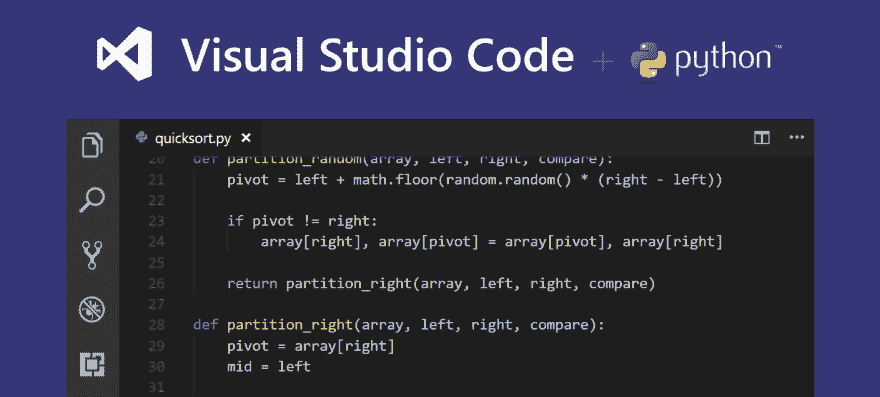 Visual Studio Code + python™
quicksort.py ×
20 def partition_random(array, left, right, compare):
21     pivot = left + math.floor(random.random() * (right - left))
22
23     if pivot != right:
24         array[right], array[pivot] = array[pivot], array[right]
25
26     return partition_right(array, left, right, compare)
27
28 def partition_right(array, left, right, compare):
29     pivot = array[right]
30     mid = left
31